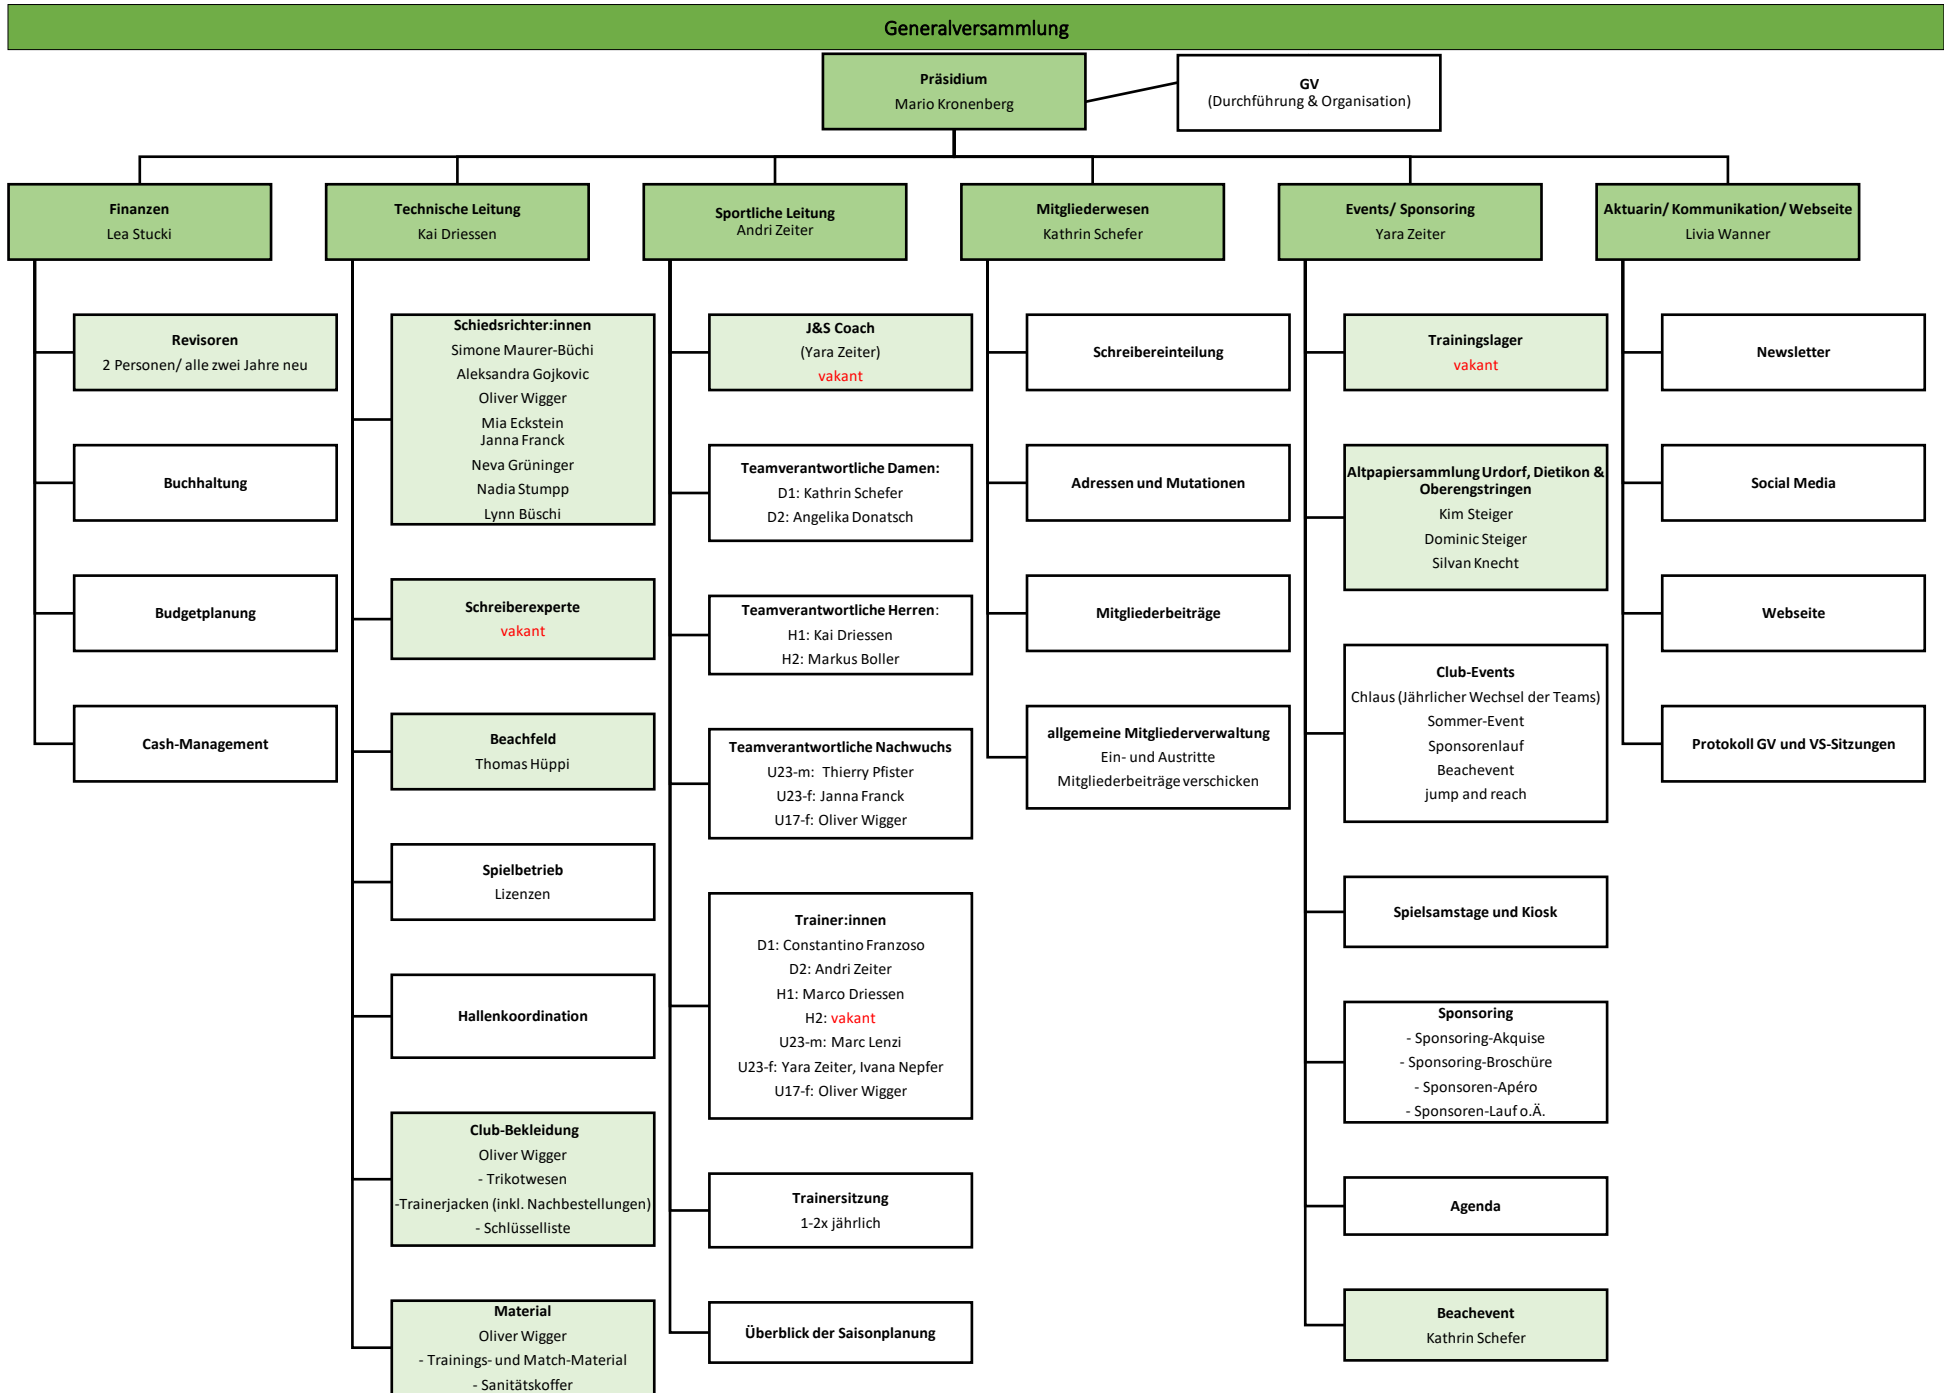 Generalversammlung
Präsidium
Mario Kronenberg
GV
(Durchführung & Organisation)
Finanzen
Lea Stucki
Technische Leitung
Kai Driessen
Sportliche Leitung
Andri Zeiter
Mitgliederwesen
Kathrin Schefer
Events/ Sponsoring
Yara Zeiter
Aktuarin/ Kommunikation/ Webseite
Livia Wanner
Revisoren
2 Personen/ alle zwei Jahre neu
Buchhaltung
Budgetplanung
Cash-Management
Schiedsrichter:innen
Simone Maurer-Büchi
Aleksandra Gojkovic
Oliver Wigger
Mia Eckstein
Janna Franck
Neva Grüninger
Nadia Stumpp
Lynn Büschi
Schreiberexperte
vakant
Beachfeld
Thomas Hüppi
Spielbetrieb
Lizenzen
Hallenkoordination
Club-Bekleidung
Oliver Wigger
- Trikotwesen
-Trainerjacken (inkl. Nachbestellungen)
- Schlüsselliste
Material
Oliver Wigger
- Trainings- und Match-Material
- Sanitätskoffer
J&S Coach
(Yara Zeiter)
vakant
Teamverantwortliche Damen:
D1: Kathrin Schefer
D2: Angelika Donatsch
Teamverantwortliche Herren:
H1: Kai Driessen
H2: Markus Boller
Teamverantwortliche Nachwuchs
U23-m: Thierry Pfister
U23-f: Janna Franck
U17-f: Oliver Wigger
Trainer:innen
D1: Constantino Franzoso
D2: Andri Zeiter
H1: Marco Driessen
H2: vakant
U23-m: Marc Lenzi
U23-f: Yara Zeiter, Ivana Nepfer
U17-f: Oliver Wigger
Trainersitzung
1-2x jährlich
Überblick der Saisonplanung
Schreibereinteilung
Adressen und Mutationen
Mitgliederbeiträge
allgemeine Mitgliederverwaltung
Ein- und Austritte
Mitgliederbeiträge verschicken
Trainingslager
vakant
Altpapiersammlung Urdorf, Dietikon &
Oberengstringen
Kim Steiger
Dominic Steiger
Silvan Knecht
Club-Events
Chlaus (Jährlicher Wechsel der Teams)
Sommer-Event
Sponsorenlauf
Beachevent
jump and reach
Spielsamstage und Kiosk
Sponsoring
- Sponsoring-Akquise
- Sponsoring-Broschüre
- Sponsoren-Apéro
- Sponsoren-Lauf o.Ä.
Agenda
Beachevent
Kathrin Schefer
Newsletter
Social Media
Webseite
Protokoll GV und VS-Sitzungen